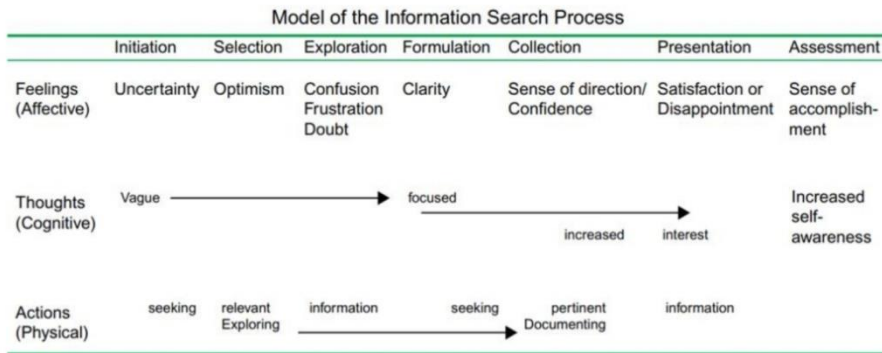 Model of the Information Search Process
Initiation Selection Exploration Formulation Collection Presentation Assessment
Feelings Uncertainty Optimism Confusion Clarity Sense of direction/ Satisfaction or Sense of
(Affective) Frustration Confidence Disappointment accomplish-
Doubt ment
Thoughts Vague focused Increased
(Cognitive) self-
increased interest awareness
Actions seeking relevant information seeking pertinent information
(Physical) Exploring Documenting